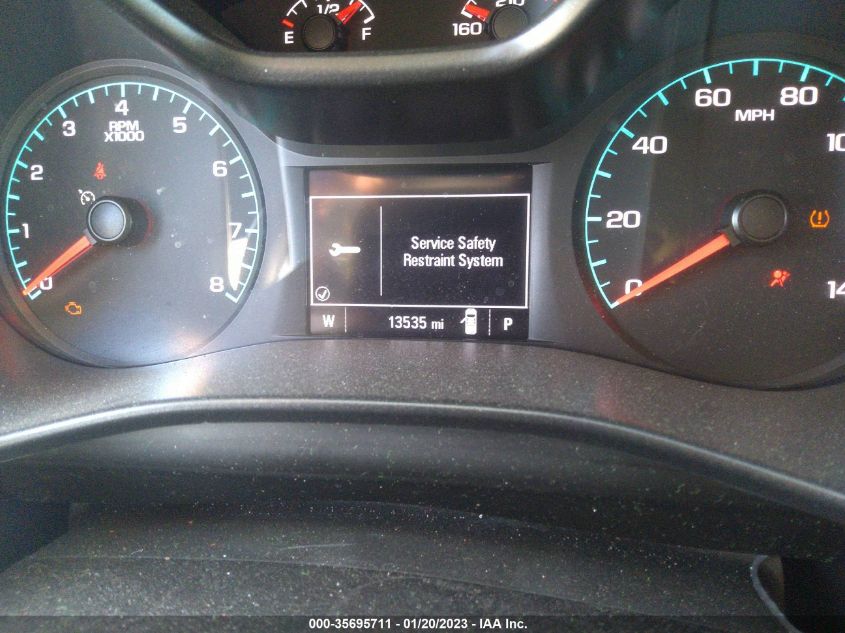 E 1/2 F
160 210
0 1 2 3 4 5 6 7 8
RPM
X1000
Service Safety
Restraint System
W 13535 mi P
0 20 40 60 80
MPH
000-35695711 - 01/20/2023 - IAA Inc.